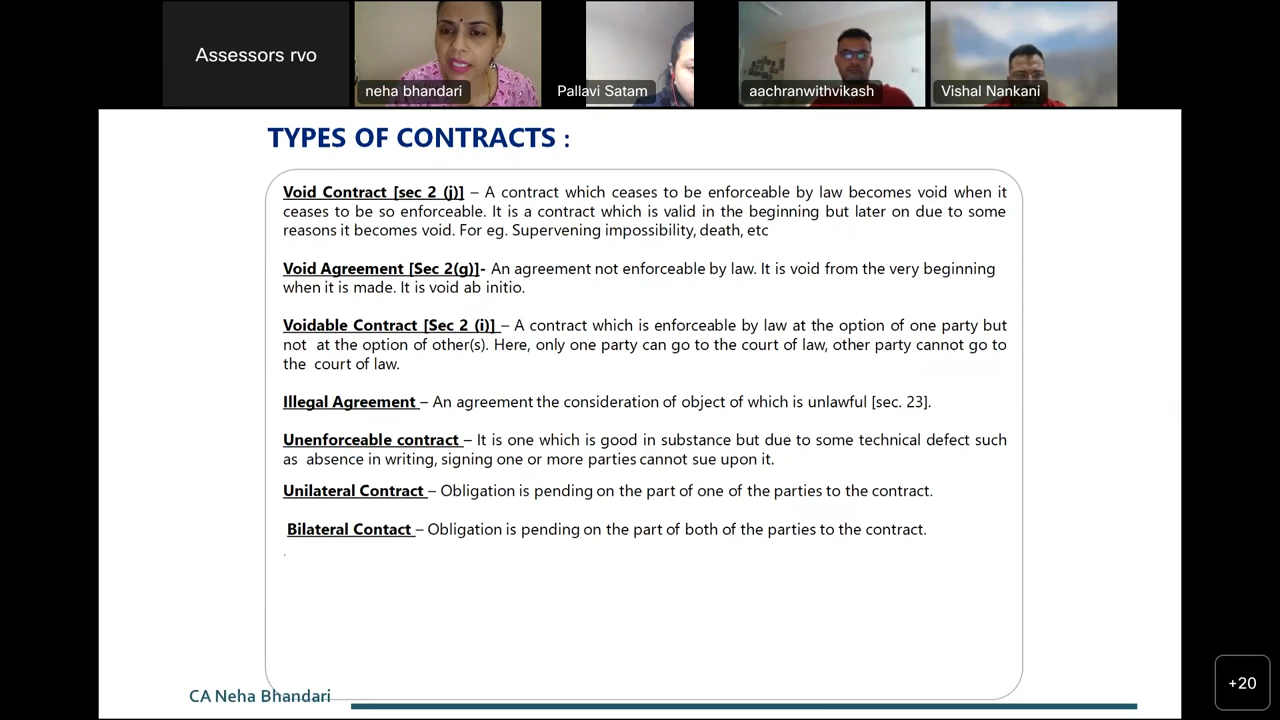 Assessors rvo
neha bhandari
Pallavi Satam
aachranwithvikash
Vishal Nankani
TYPES OF CONTRACTS :
Void Contract [sec 2 (j)] – A contract which ceases to be enforceable by law becomes void when it
ceases to be so enforceable. It is a contract which is valid in the beginning but later on due to some
reasons it becomes void. For eg. Supervening impossibility, death, etc
Void Agreement [Sec 2(g)]- An agreement not enforceable by law. It is void from the very beginning
when it is made. It is void ab initio.
Voidable Contract [Sec 2 (i)] – A contract which is enforceable by law at the option of one party but
not at the option of other(s). Here, only one party can go to the court of law, other party cannot go to
the court of law.
Illegal Agreement – An agreement the consideration of object of which is unlawful [sec. 23].
Unenforceable contract – It is one which is good in substance but due to some technical defect such
as absence in writing, signing one or more parties cannot sue upon it.
Unilateral Contract – Obligation is pending on the part of one of the parties to the contract.
Bilateral Contact – Obligation is pending on the part of both of the parties to the contract.
.
CA Neha Bhandari
+20